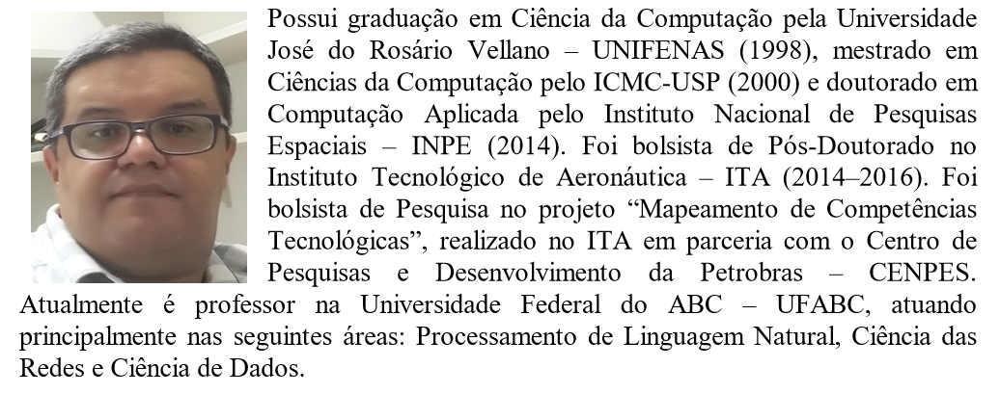 Possui graduação em Ciência da Computação pela Universidade
José do Rosário Vellano – UNIFENAS (1998), mestrado em
Ciências da Computação pelo ICMC-USP (2000) e doutorado em
Computação Aplicada pelo Instituto Nacional de Pesquisas
Espaciais – INPE (2014). Foi bolsista de Pós-Doutorado no
Instituto Tecnológico de Aeronáutica – ITA (2014–2016). Foi
bolsista de Pesquisa no projeto “Mapeamento de Competências
Tecnológicas”, realizado no ITA em parceria com o Centro de
Pesquisas e Desenvolvimento da Petrobras – CENPES.
Atualmente é professor na Universidade Federal do ABC – UFABC, atuando
principalmente nas seguintes áreas: Processamento de Linguagem Natural, Ciência das
Redes e Ciência de Dados.